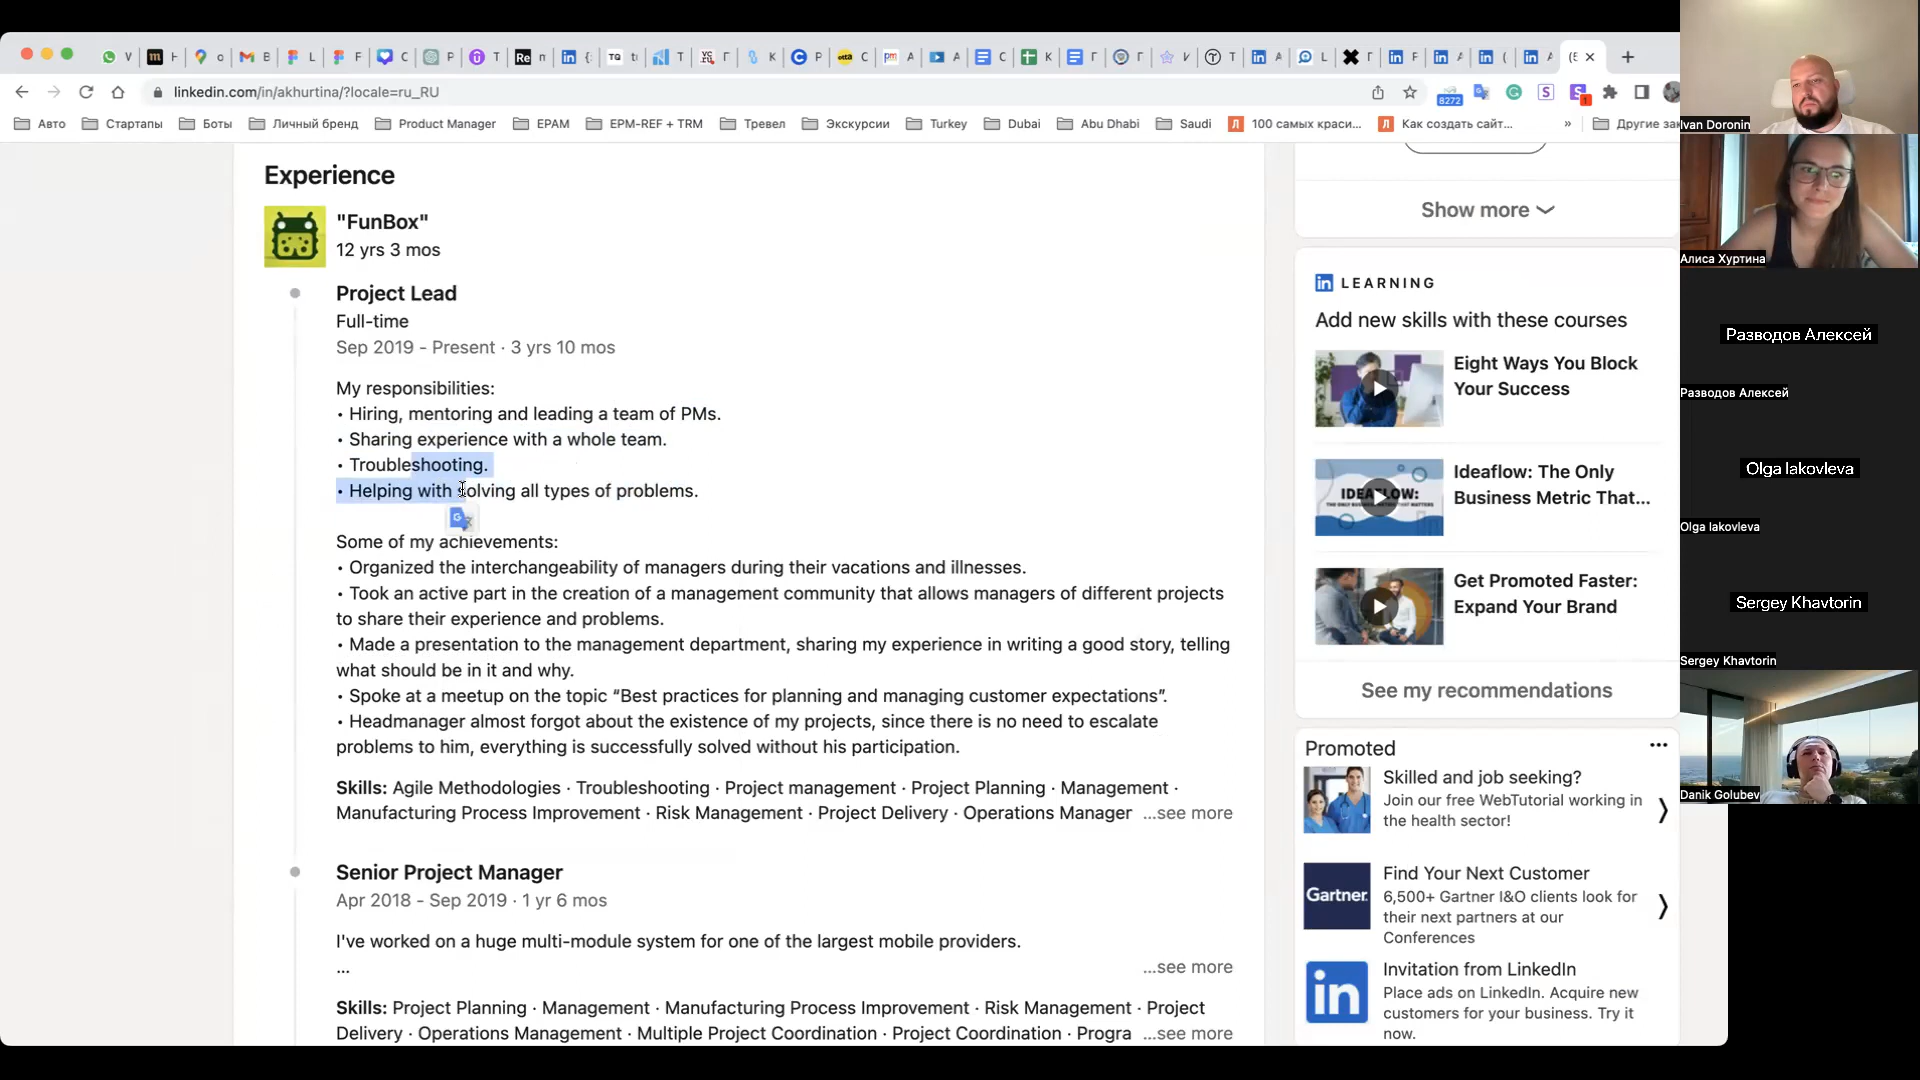 linkedin.com/in/akhurtina/?locale=ru_RU
8272
1
Авто
Стартапы
Боты
Личный бренд
Product Manager
EPAM
EPM-REF + TRM
Тревел
Экскурсии
Turkey
Dubai
Abu Dhabi
Saudi
100 самых краси...
Как создать сайт...
»
Другие
Experience
"FunBox"
12 yrs 3 mos
Project Lead
Full-time
Sep 2019 - Present · 3 yrs 10 mos
My responsibilities:
• Hiring, mentoring and leading a team of PMs.
• Sharing experience with a whole team.
• Troubleshooting.
• Helping with solving all types of problems.
Some of my achievements:
• Organized the interchangeability of managers during their vacations and illnesses.
• Took an active part in the creation of a management community that allows managers of different projects
to share their experience and problems.
• Made a presentation to the management department, sharing my experience in writing a good story, telling
what should be in it and why.
• Spoke at a meetup on the topic “Best practices for planning and managing customer expectations”.
• Headmanager almost forgot about the existence of my projects, since there is no need to escalate
problems to him, everything is successfully solved without his participation.
Skills: Agile Methodologies · Troubleshooting · Project management · Project Planning · Management ·
Manufacturing Process Improvement · Risk Management · Project Delivery · Operations Manager ...see more
Senior Project Manager
Apr 2018 - Sep 2019 · 1 yr 6 mos
I've worked on a huge multi-module system for one of the largest mobile providers.
... ...see more
Skills: Project Planning · Management · Manufacturing Process Improvement · Risk Management · Project
Delivery · Operations Management · Multiple Project Coordination · Project Coordination · Progra ...see more
Show more
in LEARNING
Add new skills with these courses
Eight Ways You Block
Your Success
IDEAFLOW:
Ideaflow: The Only
Business Metric That...
Get Promoted Faster:
Expand Your Brand
See my recommendations
Promoted
Skilled and job seeking?
Join our free WebTutorial working in
the health sector!
Gartner
Find Your Next Customer
6,500+ Gartner I&O clients look for
their next partners at our
Conferences
in
Invitation from LinkedIn
Place ads on LinkedIn. Acquire new
customers for your business. Try it
now.
Ivan Doronin
Алиса Хуртина
Разводов Алексей
Разводов Алексей
Olga Iakovleva
Olga Iakovleva
Sergey Khavtorin
Sergey Khavtorin
Danik Golubev